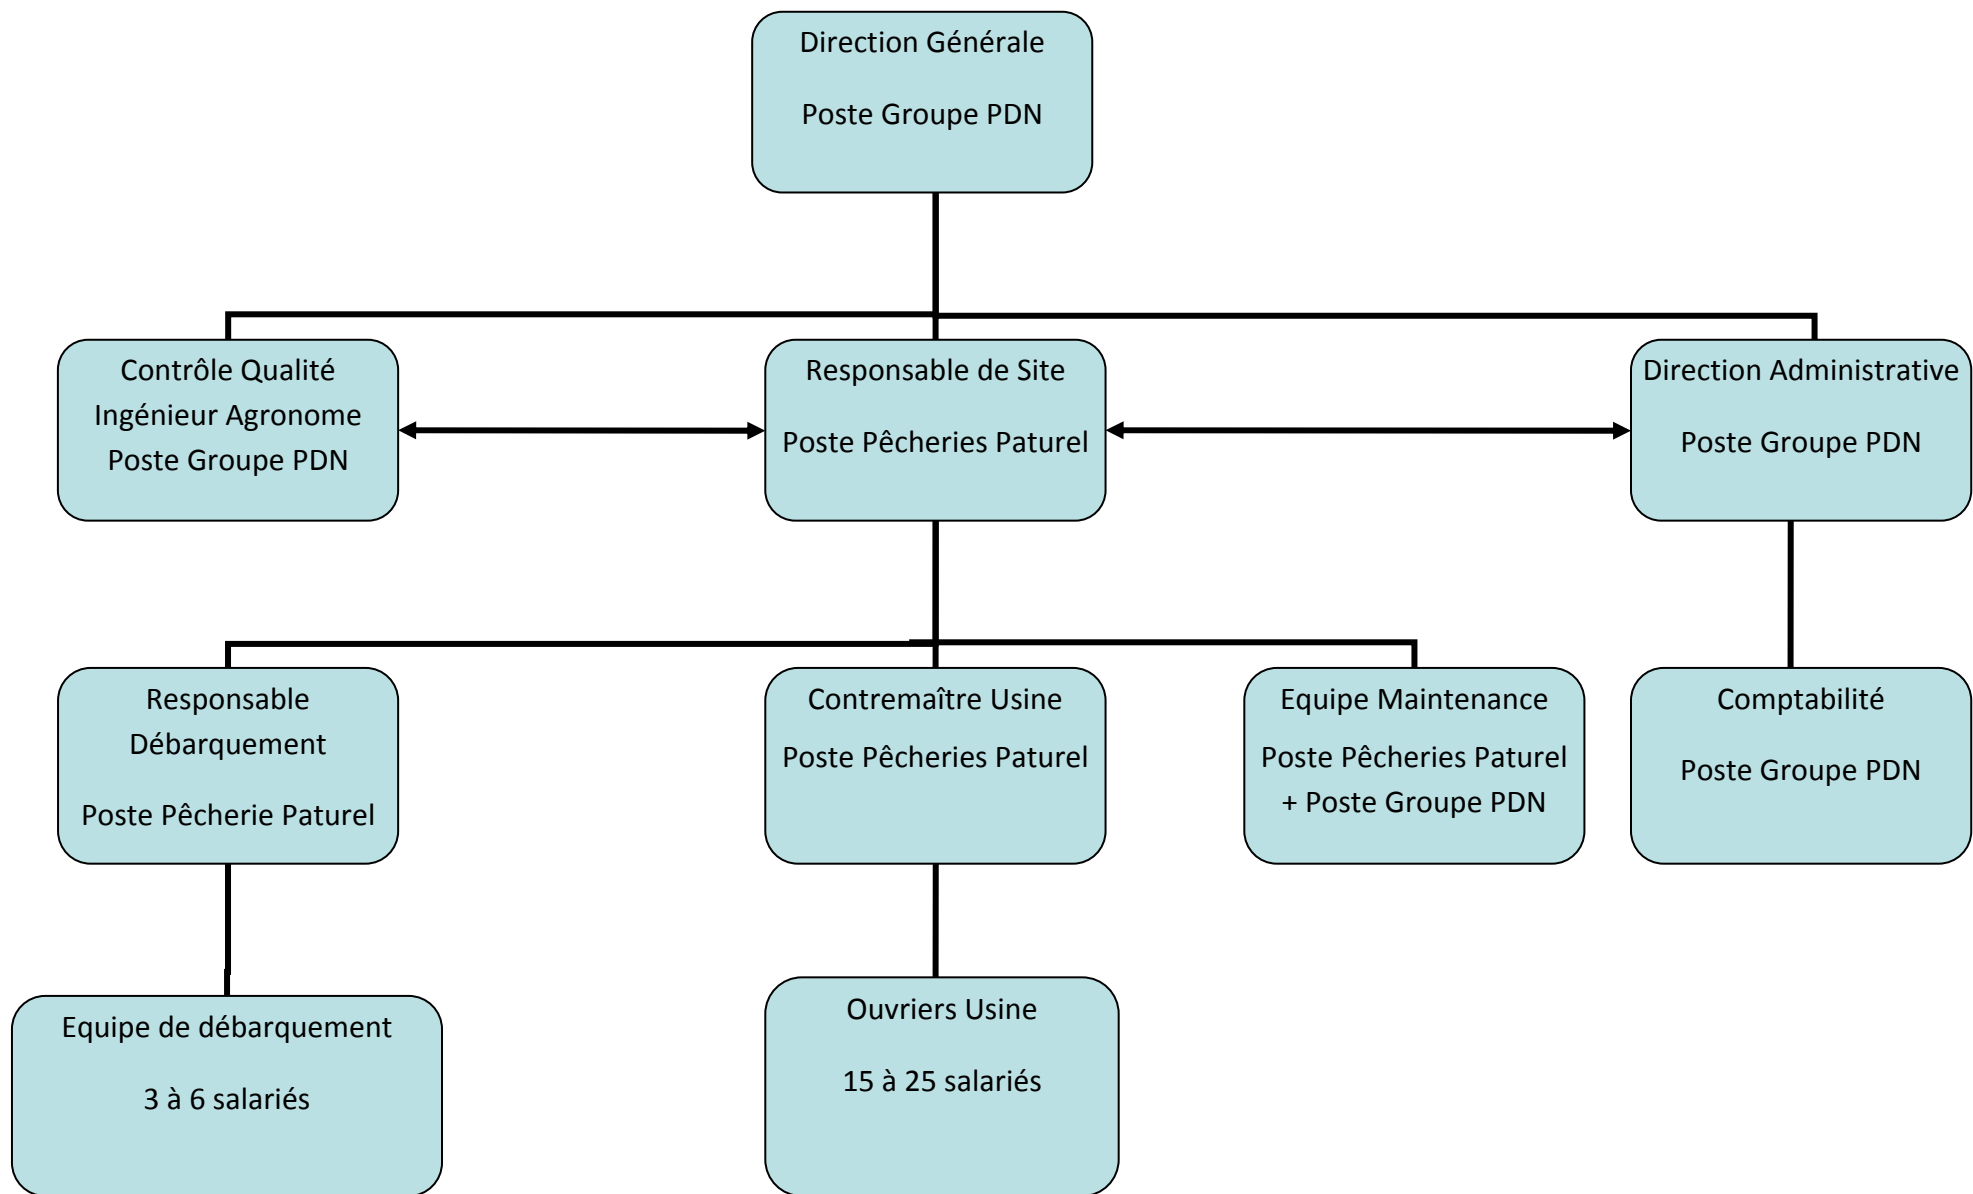 Direction Générale
Poste Groupe PDN
Contrôle Qualité
Ingénieur Agronome
Poste Groupe PDN
Responsable de Site
Poste Pêcheries Paturel
Direction Administrative
Poste Groupe PDN
Responsable
Débarquement
Poste Pêcherie Paturel
Contremaître Usine
Poste Pêcheries Paturel
Equipe Maintenance
Poste Pêcheries Paturel
+ Poste Groupe PDN
Comptabilité
Poste Groupe PDN
Equipe de débarquement
3 à 6 salariés
Ouvriers Usine
15 à 25 salariés